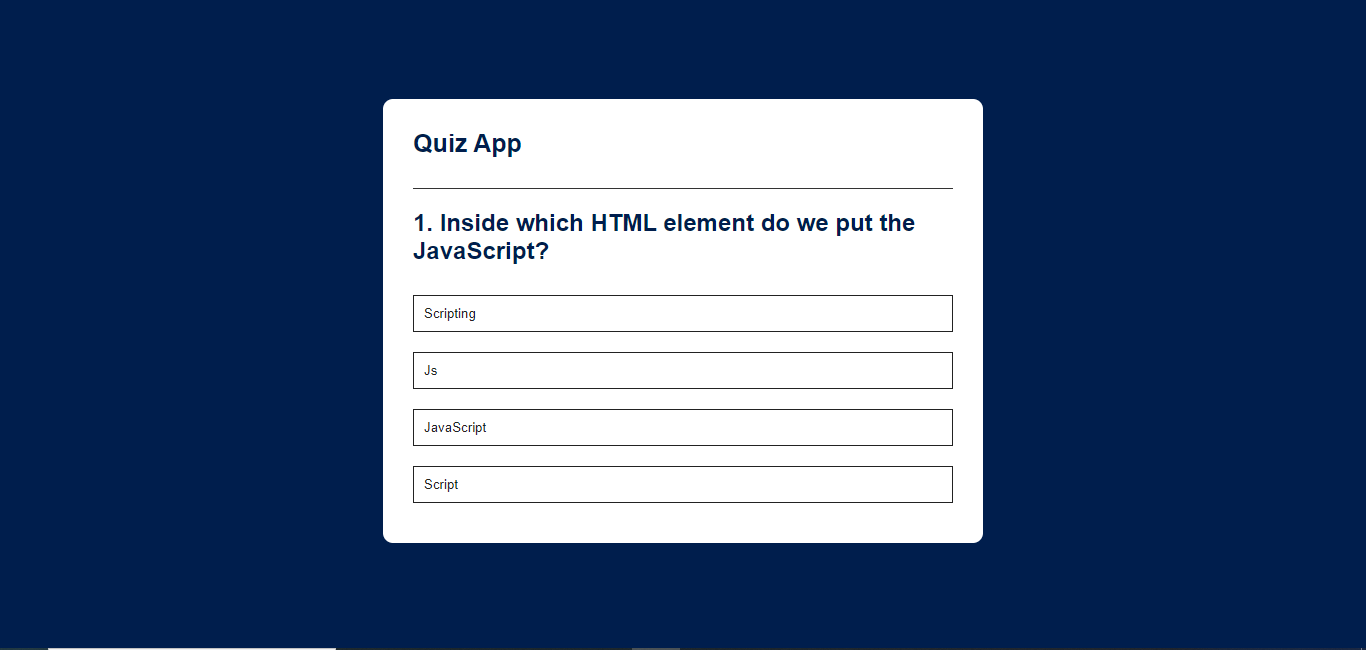 Quiz App
1. Inside which HTML element do we put the
JavaScript?
Scripting
Js
JavaScript
Script